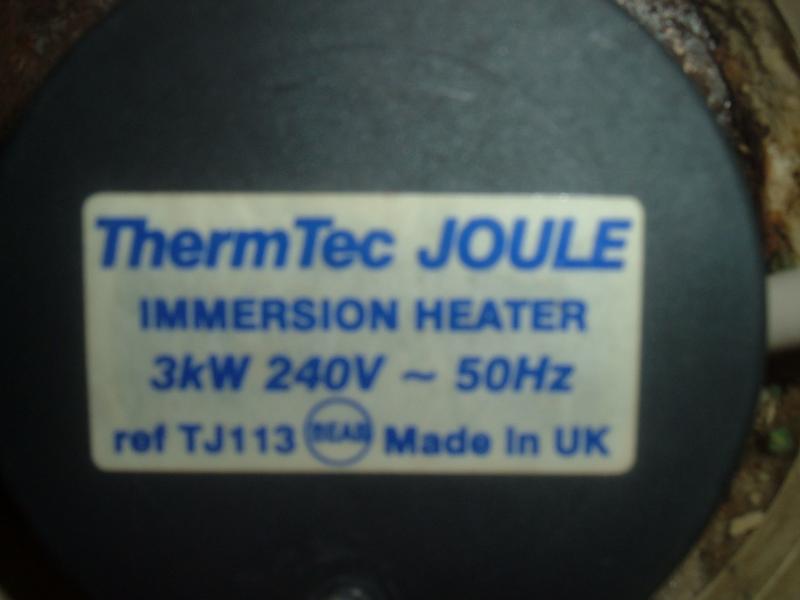 ThermTec JOULE
IMMERSION HEATER
3kW 240V ~ 50Hz
ref TJ113 BEAB Made in UK